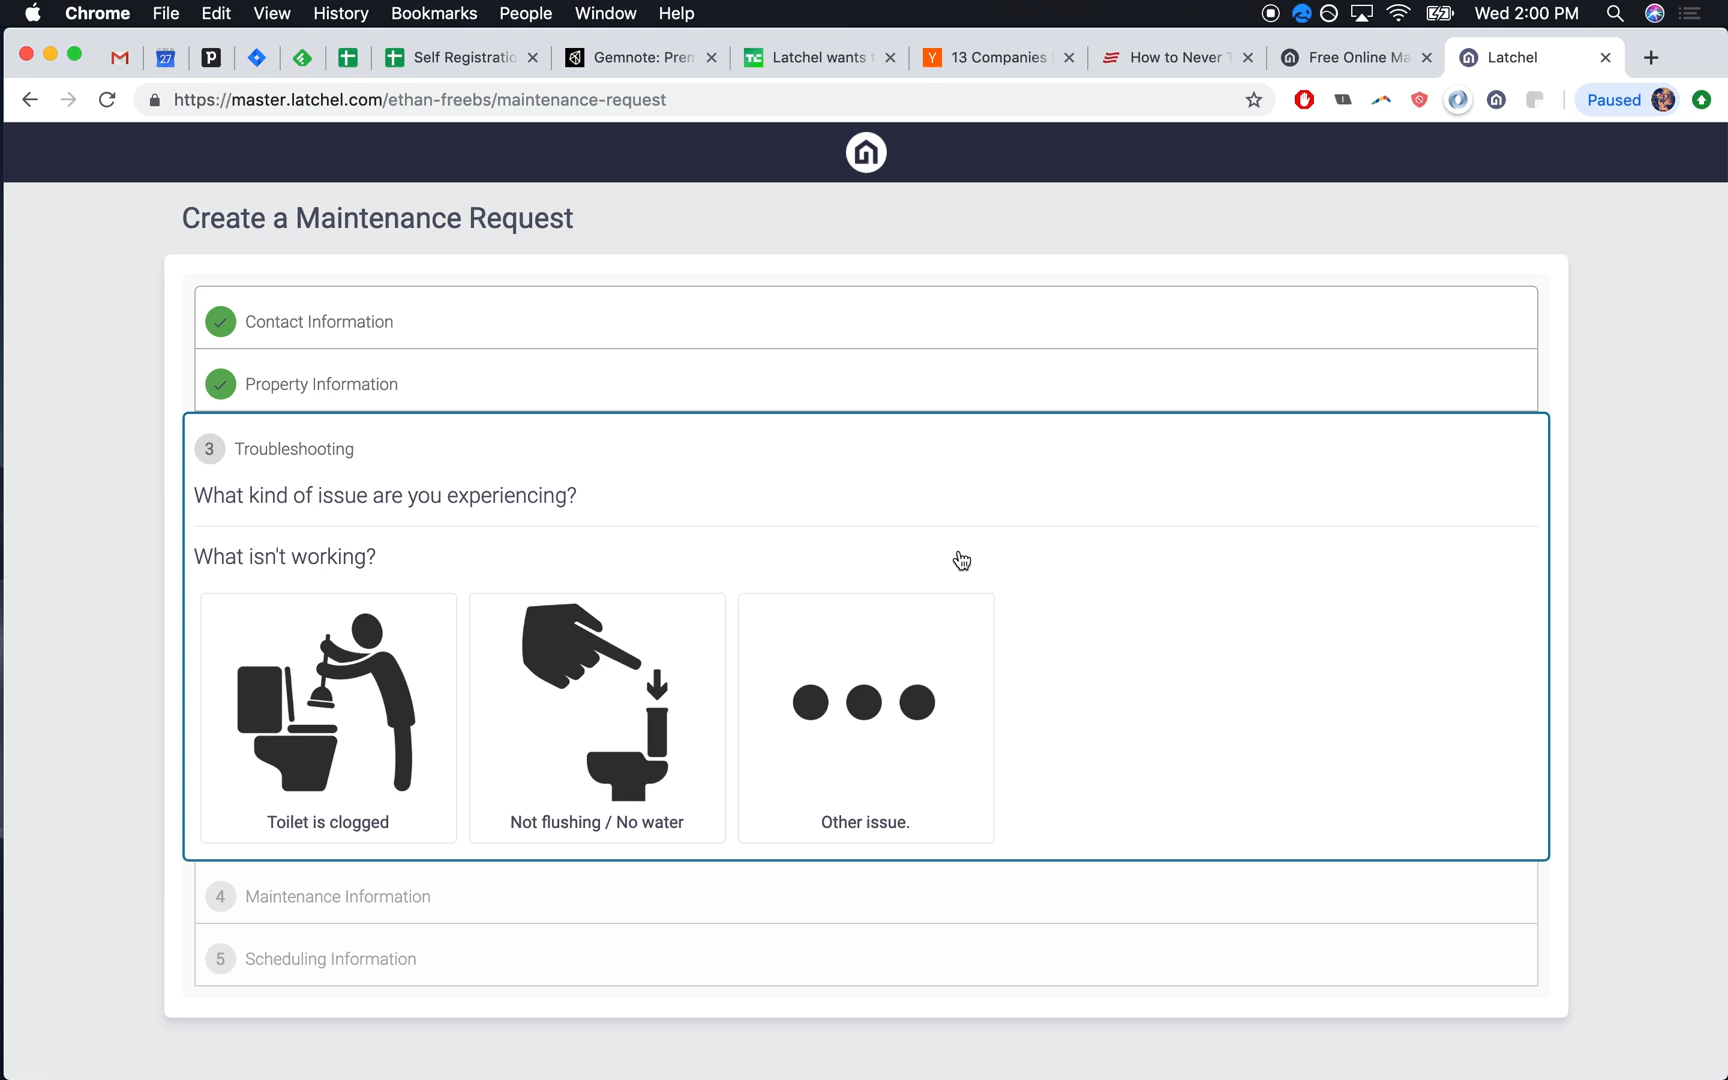 Chrome File Edit View History Bookmarks People Window Help Wed 2:00 PM
27 Self Registratio Gemnote: Prem TC Latchel wants t Y 13 Companies How to Never Free Online Ma Latchel
https://master.latchel.com/ethan-freebs/maintenance-request Paused
Create a Maintenance Request
Contact Information
Property Information
3 Troubleshooting
What kind of issue are you experiencing?
What isn't working?
Toilet is clogged Not flushing / No water Other issue.
4 Maintenance Information
5 Scheduling Information